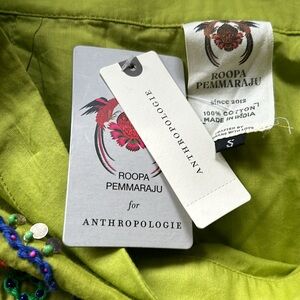 ROOPA
PEMMARAJU
since 2012
100% COTTON
MADE IN INDIA
S
ROOPA
PEMMARAJU
for
ANTHROPOLOGIE
ANTHROPOLOGIE